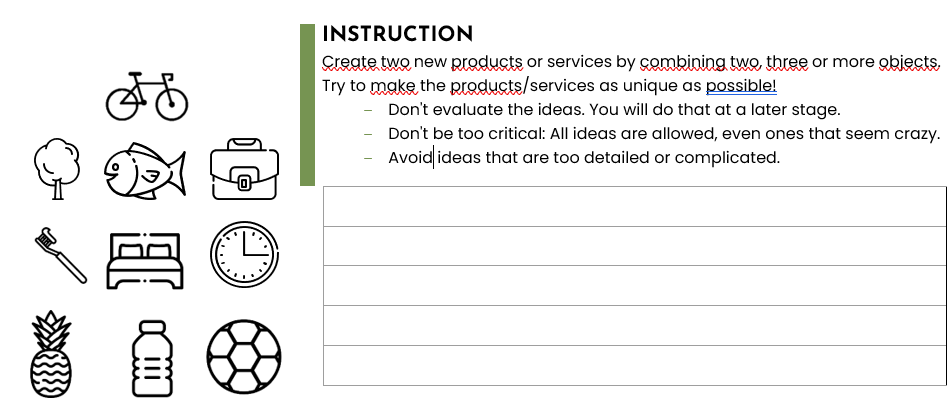 INSTRUCTION
Create two new products or services by combining two, three or more objects.
Try to make the products/services as unique as possible!
– Don't evaluate the ideas. You will do that at a later stage.
– Don't be too critical: All ideas are allowed, even ones that seem crazy.
– Avoid ideas that are too detailed or complicated.